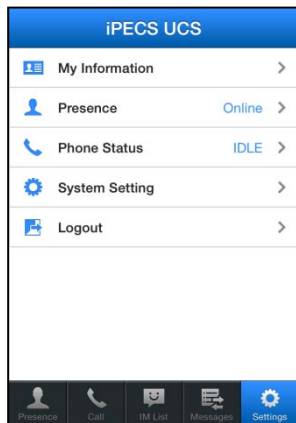 iPECS UCS
My Information
Presence Online
Phone Status IDLE
System Setting
Logout
Presence Call IM List Messages Settings